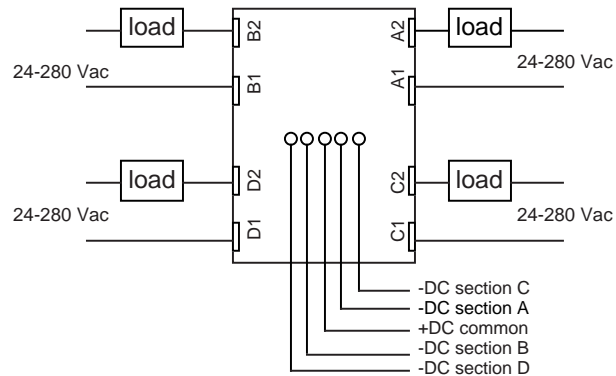 load
B2
A2
load
24-280 Vac
B1
A1
24-280 Vac
load
D2
C2
load
24-280 Vac
D1
C1
24-280 Vac
-DC section C
-DC section A
+DC common
-DC section B
-DC section D